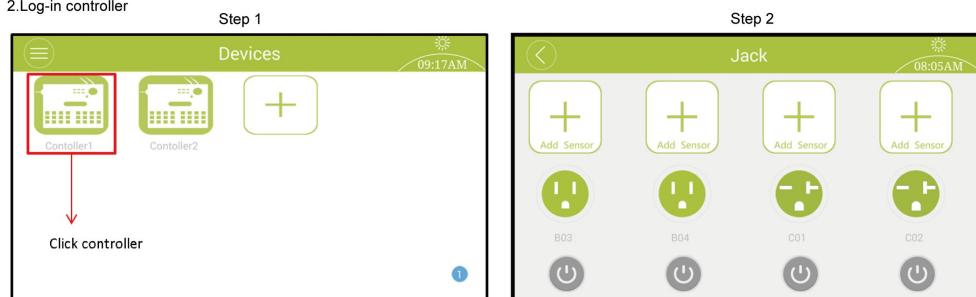 2.Log-in controller
Step 1
Step 2
Devices
09:17AM
Contoller1
Contoller2
Click controller
1
Jack
08:05AM
Add Sensor
Add Sensor
Add Sensor
Add Sensor
B03
B04
C01
C02